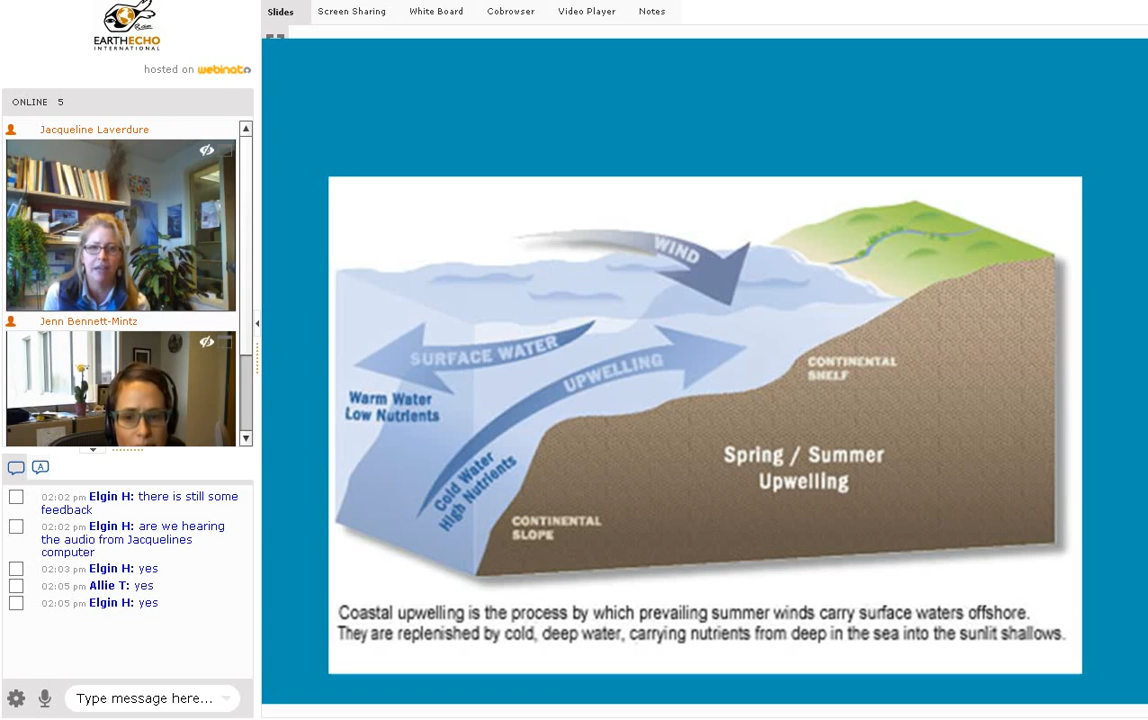 EARTHECHO
INTERNATIONAL
hosted on webinato
ONLINE 5
Jacqueline Laverdure
Jenn Bennett-Mintz
A
02:02 pm Elgin H: there is still some
feedback
02:02 pm Elgin H: are we hearing
the audio from Jacquelines
computer
02:03 pm Elgin H: yes
02:05 pm Allie T: yes
02:05 pm Elgin H: yes
Type message here...
Slides Screen Sharing White Board Cobrowser Video Player Notes
WIND
SURFACE WATER
UPWELLING
Warm Water
Low Nutrients
Cold Water
High Nutrients
CONTINENTAL
SHELF
Spring / Summer
Upwelling
CONTINENTAL
SLOPE
Coastal upwelling is the process by which prevailing summer winds carry surface waters offshore.
They are replenished by cold, deep water, carrying nutrients from deep in the sea into the sunlit shallows.